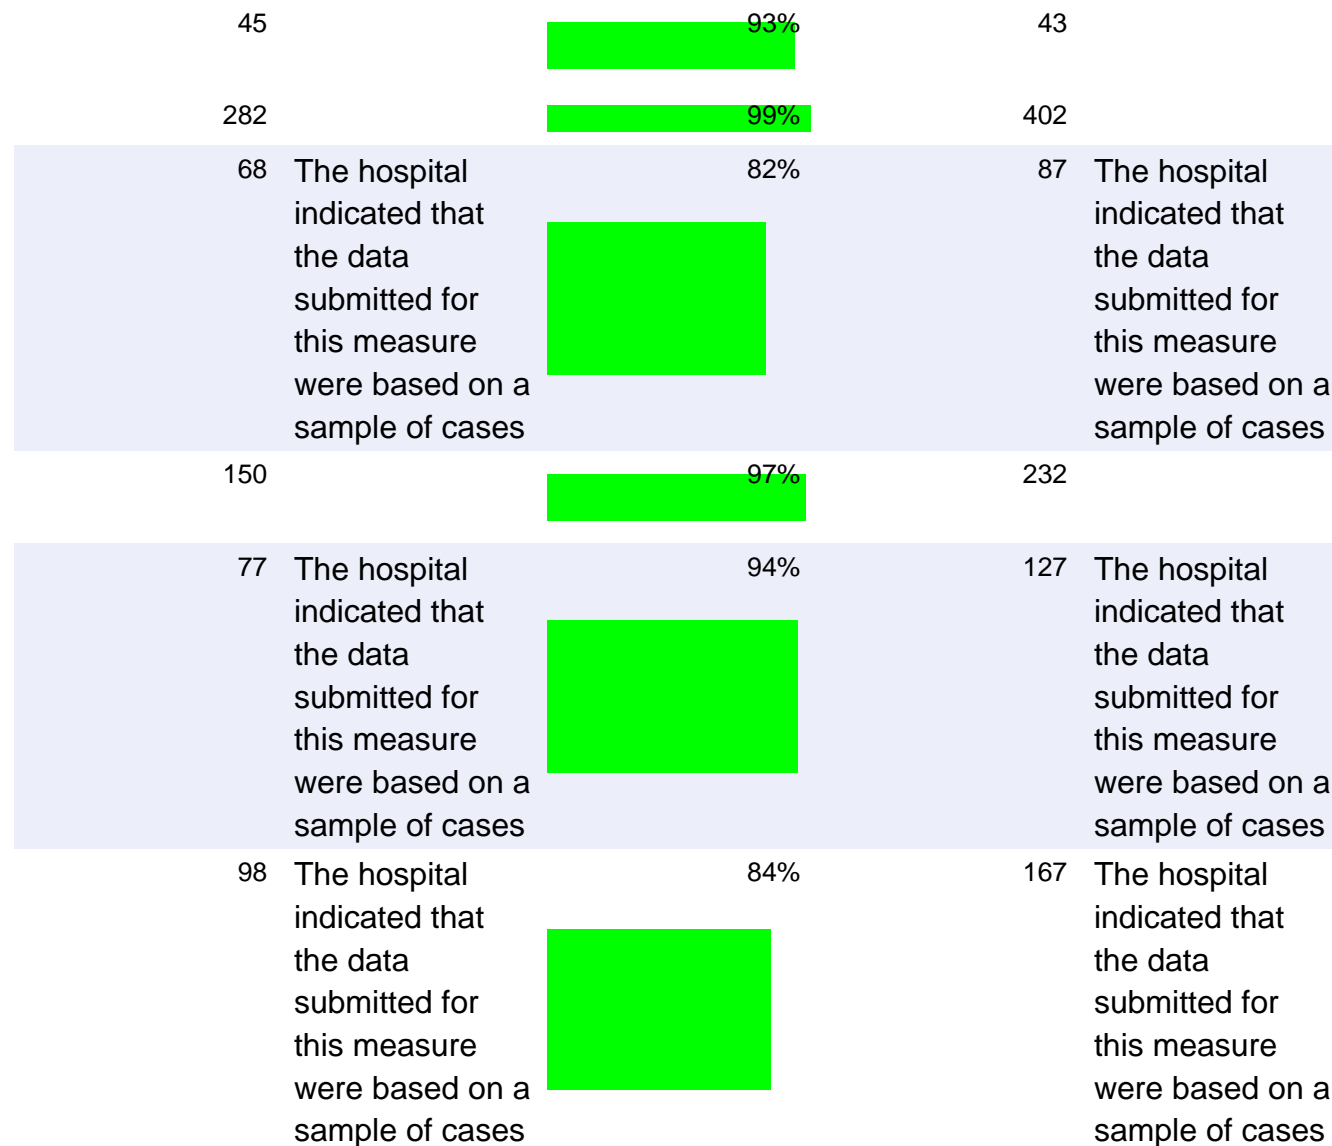 45 93% 43
282 99% 402
68 The hospital 82% 87 The hospital
indicated that indicated that
the data the data
submitted for submitted for
this measure this measure
were based on a were based on a
sample of cases sample of cases
150 97% 232
77 The hospital 94% 127 The hospital
indicated that indicated that
the data the data
submitted for submitted for
this measure this measure
were based on a were based on a
sample of cases sample of cases
98 The hospital 84% 167 The hospital
indicated that indicated that
the data the data
submitted for submitted for
this measure this measure
were based on a were based on a
sample of cases sample of cases